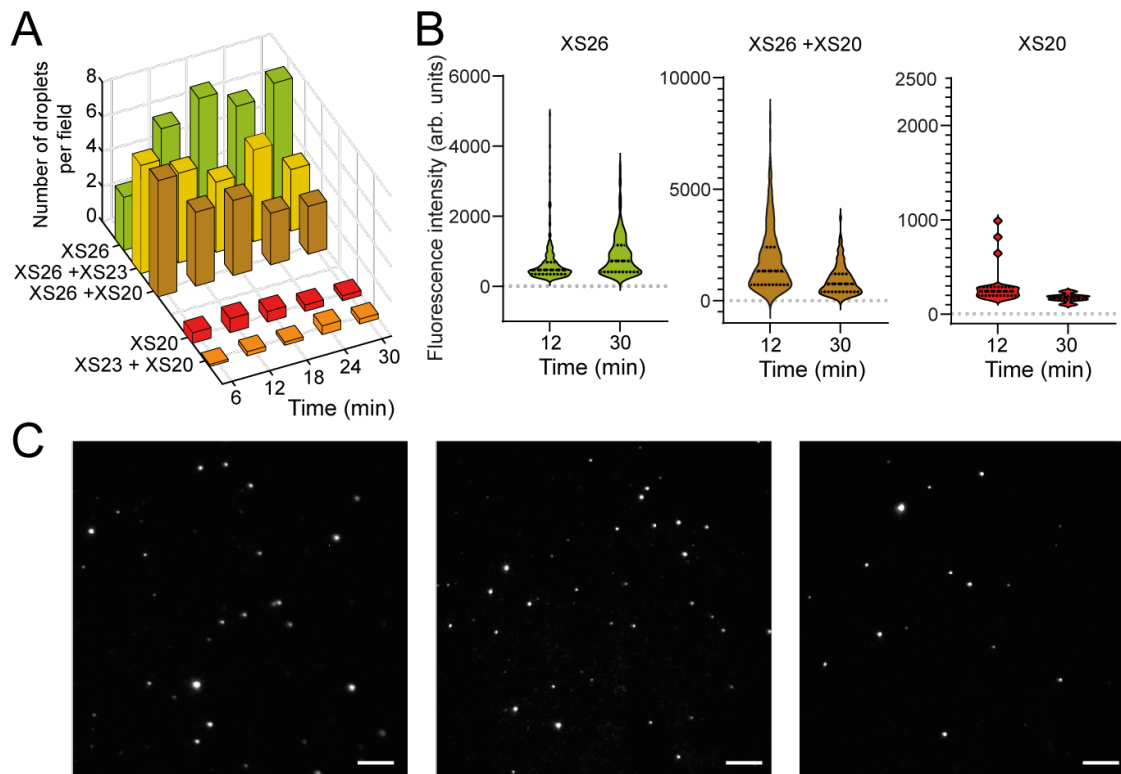 A
Number of droplets
per field
8
6
4
2
0
XS26
XS26 +XS23
XS26 +XS20
XS20
XS23 + XS20
6
12
18
24
30
Time (min)
B
Fluorescence intensity (arb. units)
XS26
6000
4000
2000
0
12
30
Time (min)
XS26 +XS20
10000
5000
0
12
30
Time (min)
XS20
2500
2000
1000
0
12
30
Time (min)
C